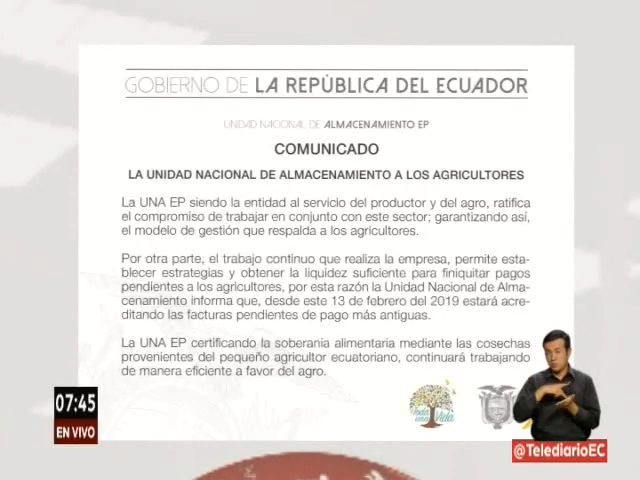 GOBIERNO DE LA REPÚBLICA DEL ECUADOR
UNIDAD NACIONAL DE ALMACENAMIENTO EP
COMUNICADO
LA UNIDAD NACIONAL DE ALMACENAMIENTO A LOS AGRICULTORES
La UNA EP siendo la entidad al servicio del productor y del agro, ratifica
el compromiso de trabajar en conjunto con este sector; garantizando así,
el modelo de gestión que respalda a los agricultores.
Por otra parte, el trabajo continuo que realiza la empresa, permite esta-
blecer estrategias y obtener la liquidez suficiente para finiquitar pagos
pendientes a los agricultores, por esta razón la Unidad Nacional de Alma-
cenamiento informa que, desde este 13 de febrero del 2019 estará acre-
ditando las facturas pendientes de pago más antiguas.
La UNA EP certificando la soberanía alimentaria mediante las cosechas
provenientes del pequeño agricultor ecuatoriano, continuará trabajando
de manera eficiente a favor del agro.
Toda
una Vida
07:45
EN VIVO
@TelediarioEC